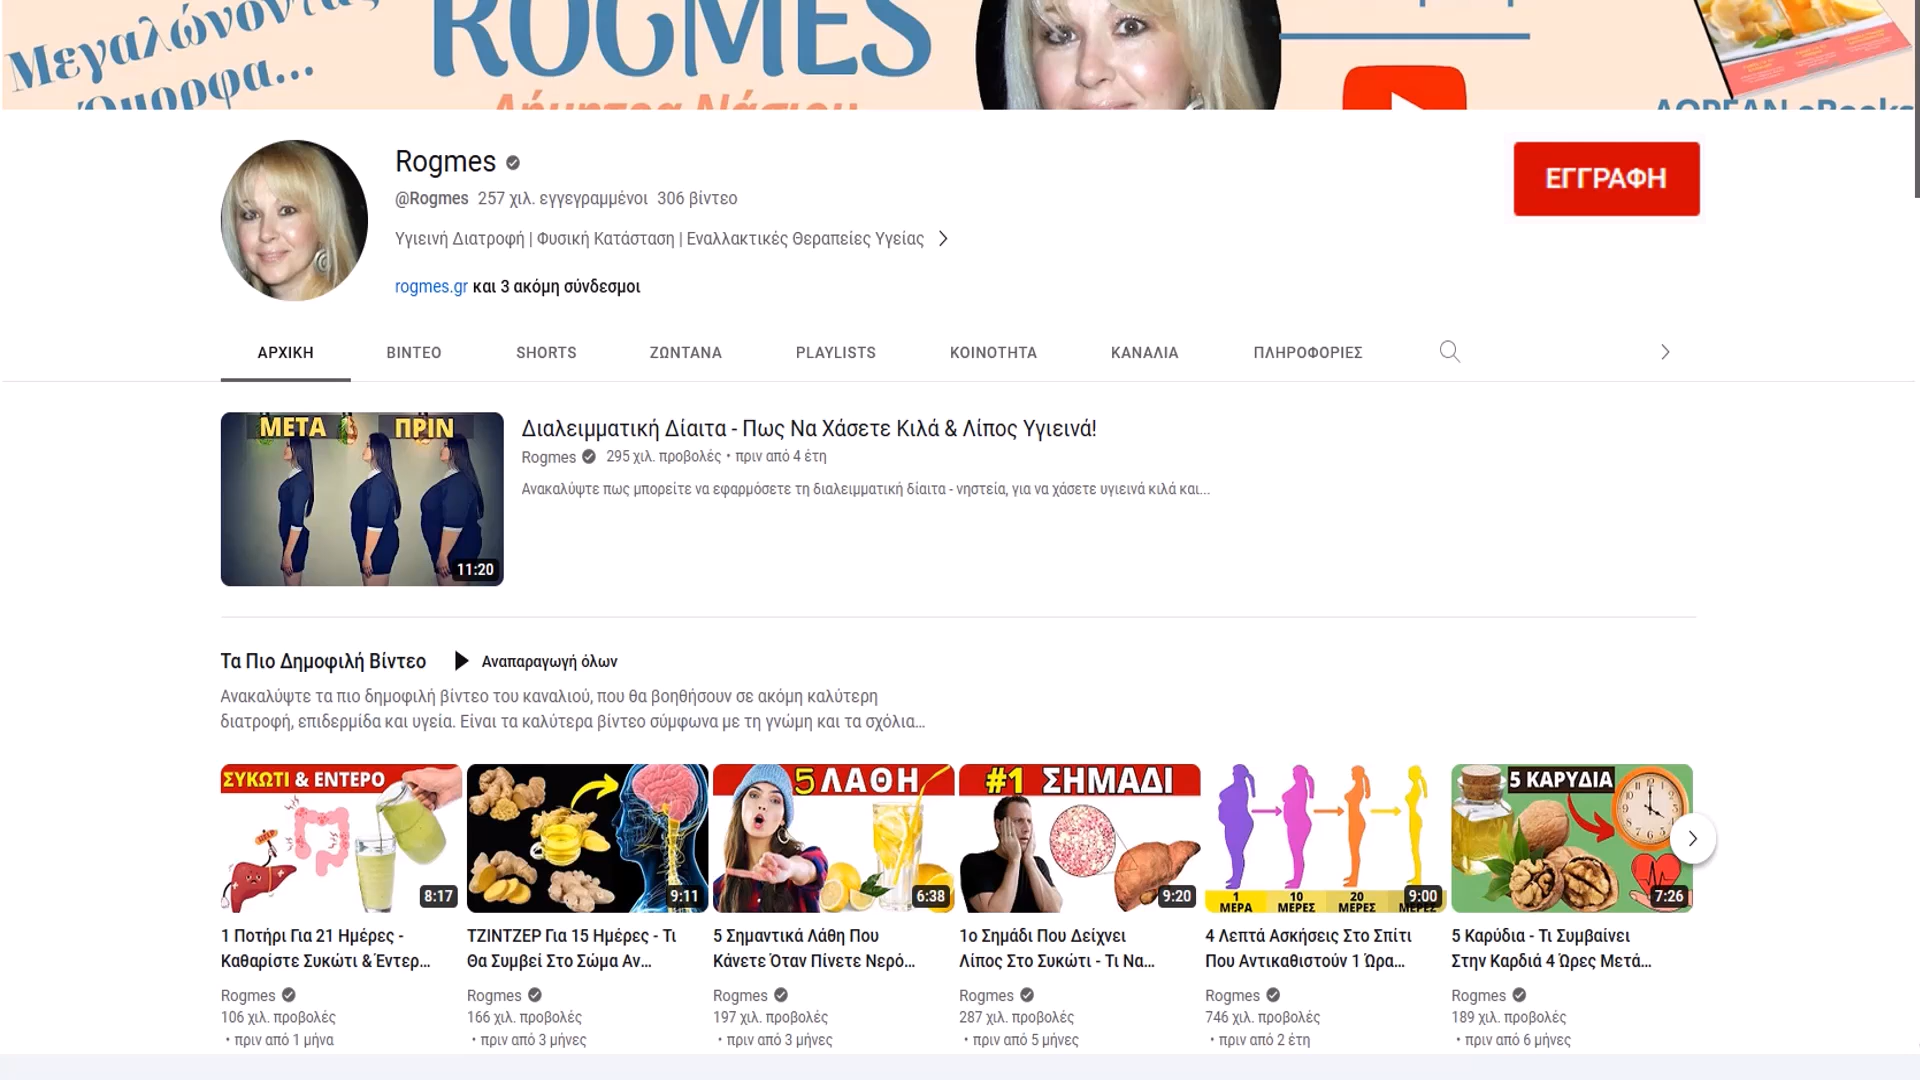 Μεγαλώνοντας
Όμορφα...
ROGMES
Δήμητρα Νάσιου
ΔΩΡΕΑΝ eBooks
Rogmes
ΕΓΓΡΑΦΗ
@Rogmes 257 χιλ. εγγεγραμμένοι 306 βίντεο
Υγιεινή Διατροφή | Φυσική Κατάσταση | Εναλλακτικές Θεραπείες Υγείας
rogmes.gr και 3 ακόμη σύνδεσμοι
ΑΡΧΙΚΗ ΒΙΝΤΕΟ SHORTS ΖΩΝΤΑΝΑ PLAYLISTS ΚΟΙΝΟΤΗΤΑ ΚΑΝΑΛΙΑ ΠΛΗΡΟΦΟΡΙΕΣ
ΜΕΤΑ ΠΡΙΝ
11:20
Διαλειμματική Δίαιτα - Πως Να Χάσετε Κιλά & Λίπος Υγιεινά!
Rogmes 295 χιλ. προβολές • πριν από 4 έτη
Ανακαλύψτε πως μπορείτε να εφαρμόσετε τη διαλειμματική δίαιτα - νηστεία, για να χάσετε υγιεινά κιλά και...
Τα Πιο Δημοφιλή Βίντεο Αναπαραγωγή όλων
Ανακαλύψτε τα πιο δημοφιλή βίντεο του καναλιού, που θα βοηθήσουν σε ακόμη καλύτερη
διατροφή, επιδερμίδα και υγεία. Είναι τα καλύτερα βίντεο σύμφωνα με τη γνώμη και τα σχόλια...
ΣΥΚΩΤΙ & ΕΝΤΕΡΟ
8:17
1 Ποτήρι Για 21 Ημέρες -
Καθαρίστε Συκώτι & Έντερ...
Rogmes
106 χιλ. προβολές
• πριν από 1 μήνα
9:11
ΤΖΙΝΤΖΕΡ Για 15 Ημέρες - Τι
Θα Συμβεί Στο Σώμα Αν...
Rogmes
166 χιλ. προβολές
• πριν από 3 μήνες
5 ΛΑΘΗ
6:38
5 Σημαντικά Λάθη Που
Κάνετε Όταν Πίνετε Νερό...
Rogmes
197 χιλ. προβολές
• πριν από 3 μήνες
#1 ΣΗΜΑΔΙ
9:20
1ο Σημάδι Που Δείχνει
Λίπος Στο Συκώτι - Τι Να...
Rogmes
287 χιλ. προβολές
• πριν από 5 μήνες
9:00
1 10 20
ΜΕΡΑ ΜΕΡΕΣ ΜΕΡΕΣ ΜΕΡΕΣ
4 Λεπτά Ασκήσεις Στο Σπίτι
Που Αντικαθιστούν 1 Ώρα...
Rogmes
746 χιλ. προβολές
• πριν από 2 έτη
5 ΚΑΡΥΔΙΑ
7:26
5 Καρύδια - Τι Συμβαίνει
Στην Καρδιά 4 Ώρες Μετά...
Rogmes
189 χιλ. προβολές
• πριν από 6 μήνες